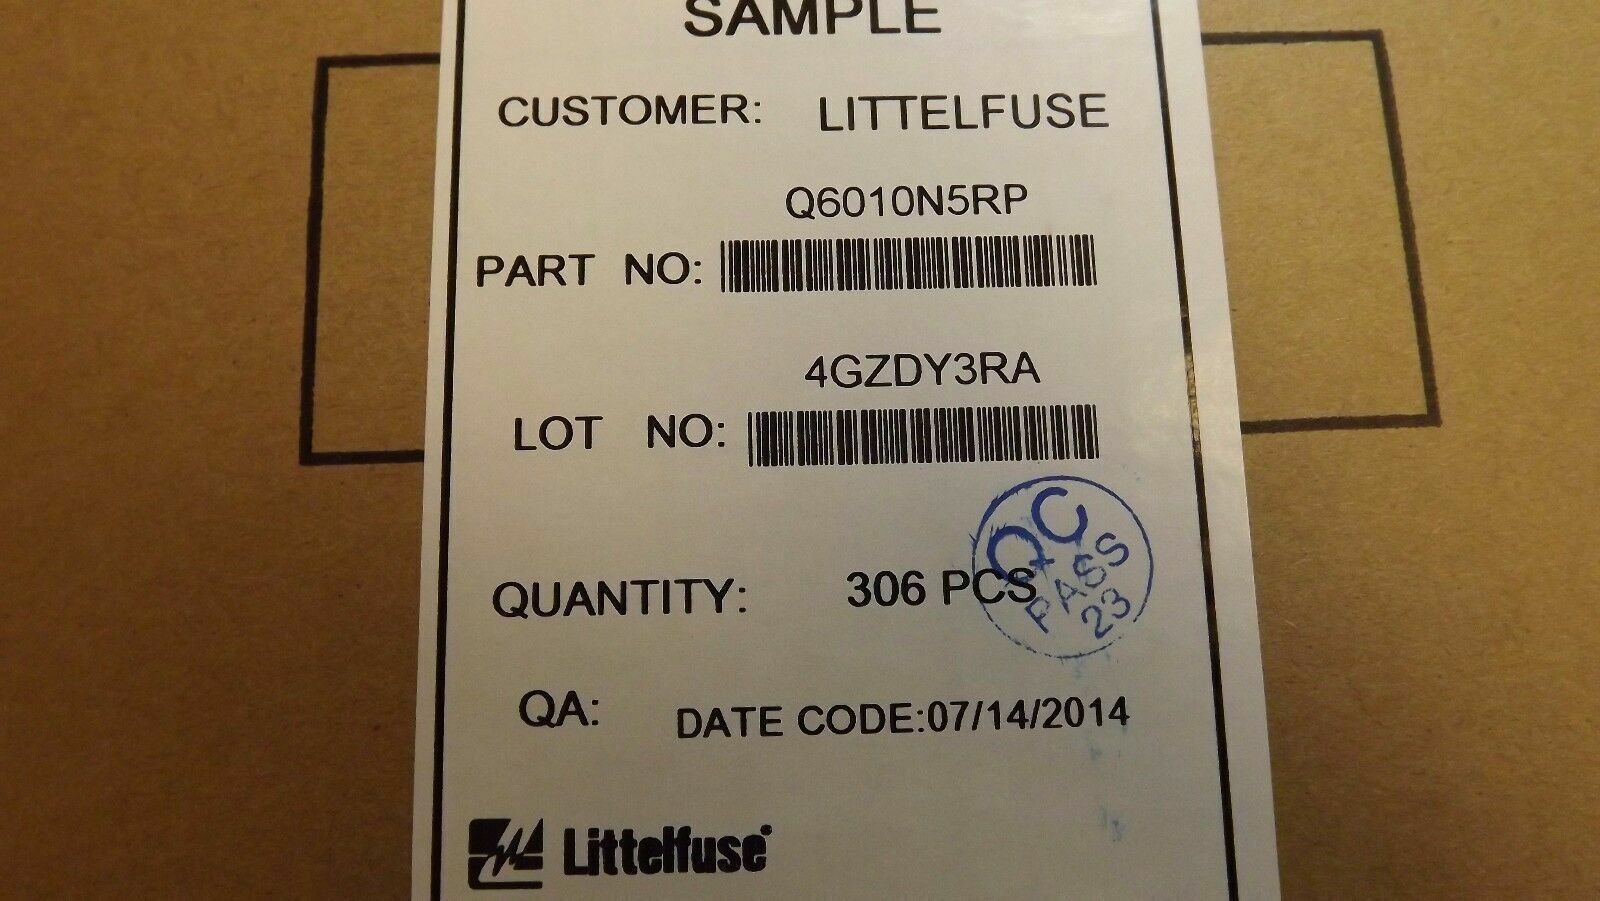 SAMPLE
CUSTOMER: LITTELFUSE
Q6010N5RP
PART NO:
4GZDY3RA
LOT NO:
QUANTITY: 306 PCS
QC
PASS
23
QA: DATE CODE:07/14/2014
Littelfuse